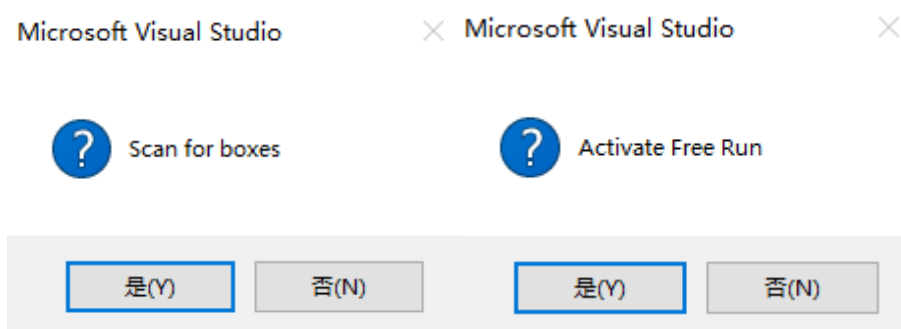 Microsoft Visual Studio
Scan for boxes
是(Y) 否(N)
Microsoft Visual Studio
Activate Free Run
是(Y) 否(N)